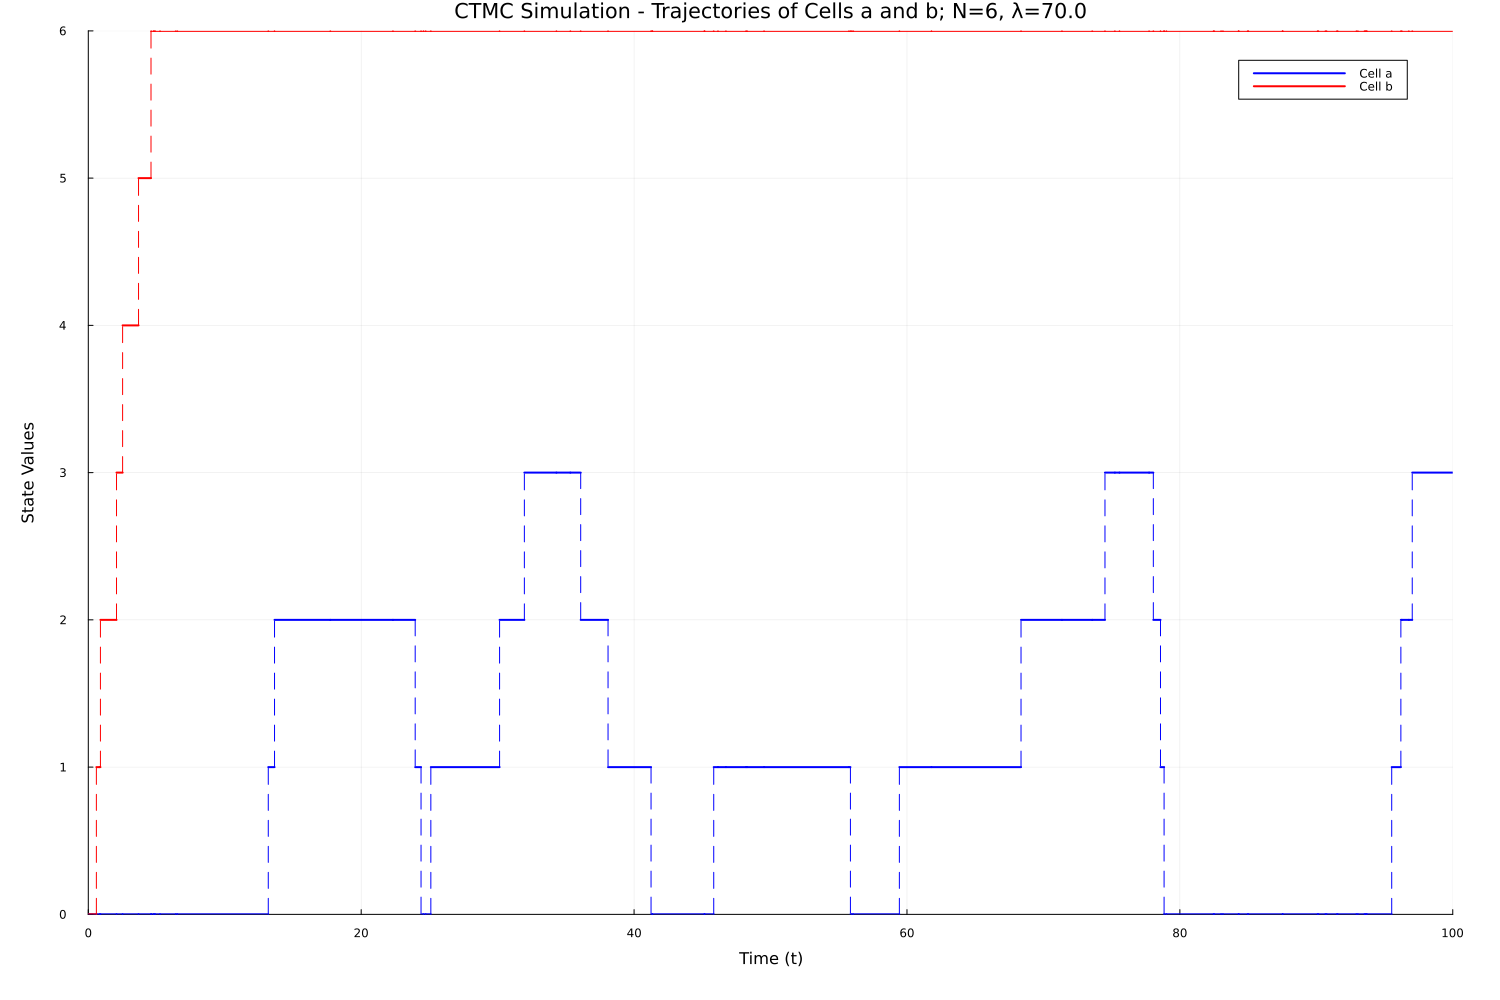 CTMC Simulation - Trajectories of Cells a and b; N=6, λ=70.0
6
Cell a
Cell b
5
4
State Values
3
2
1
0
0 20 40 60 80 100
Time (t)